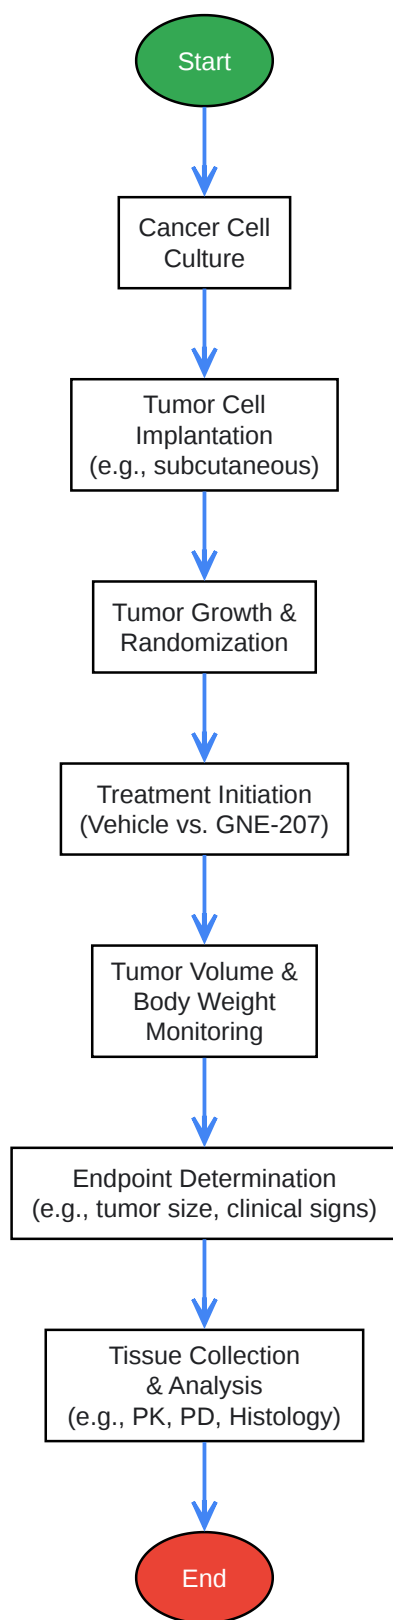 Start
Cancer Cell
Culture
Tumor Cell
Implantation
(e.g., subcutaneous)
Tumor Growth &
Randomization
Treatment Initiation
(Vehicle vs. GNE-207)
Tumor Volume &
Body Weight
Monitoring
Endpoint Determination
(e.g., tumor size, clinical signs)
Tissue Collection
& Analysis
(e.g., PK, PD, Histology)
End